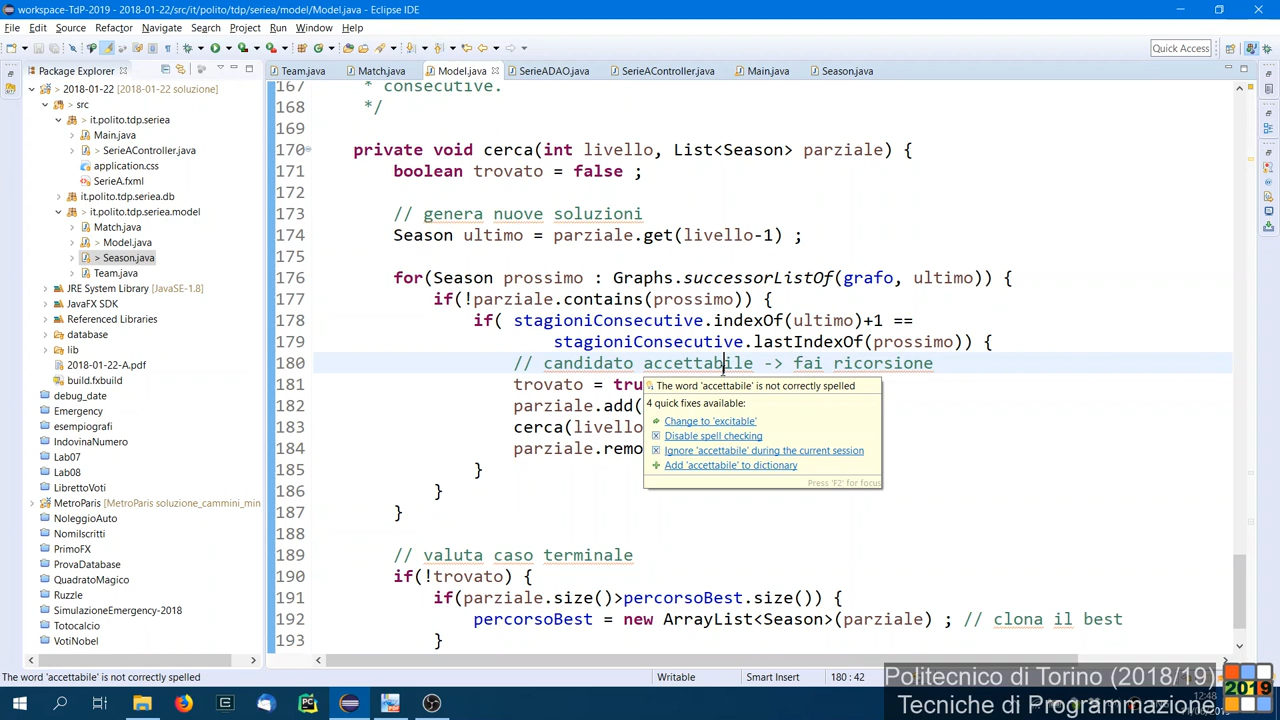 workspace-TdP-2019 - 2018-01-22/src/it/polito/tdp/seriea/model/Model.java - Eclipse IDE
File Edit Source Refactor Navigate Search Project Run Window Help
Quick Access
Package Explorer
Team.java Match.java Model.java SerieADAO.java SerieAController.java Main.java Season.java
2018-01-22 [2018-01-22 soluzione]
src
it.polito.tdp.seriea
Main.java
> SerieAController.java
application.css
SerieA.fxml
it.polito.tdp.seriea.db
it.polito.tdp.seriea.model
Match.java
> Model.java
> Season.java
Team.java
JRE System Library [JavaSE-1.8]
JavaFX SDK
Referenced Libraries
database
lib
2018-01-22-A.pdf
build.fxbuild
debug_date
Emergency
esempiografi
IndovinaNumero
Lab07
Lab08
LibrettoVoti
MetroParis [MetroParis soluzione_cammini_min
NoleggioAuto
NomiIscritti
PrimoFX
ProvaDatabase
QuadratoMagico
Ruzzle
SimulazioneEmergency-2018
Totocalcio
VotiNobel
167 * consecutive.
168 */
169
170 private void cerca(int livello, List<Season> parziale) {
171 boolean trovato = false ;
172
173 // genera nuove soluzioni
174 Season ultimo = parziale.get(livello-1) ;
175
176 for(Season prossimo : Graphs.successorListOf(grafo, ultimo)) {
177 if(!parziale.contains(prossimo)) {
178 if( stagioniConsecutive.indexOf(ultimo)+1 ==
179 stagioniConsecutive.lastIndexOf(prossimo)) {
180 // candidato accettabile -> fai ricorsione
181 trovato = tru
182 parziale.add(
183 cerca(livello
184 parziale.remo
185 }
186 }
187 }
188
189 // valuta caso terminale
190 if(!trovato) {
191 if(parziale.size()>percorsoBest.size()) {
192 percorsoBest = new ArrayList<Season>(parziale) ; // clona il best
193 }
The word 'accettabile' is not correctly spelled
4 quick fixes available:
Change to 'excitable'
Disable spell checking
Ignore 'accettabile' during the current session
Add 'accettabile' to dictionary
Press 'F2' for focus
The word 'accettabile' is not correctly spelled Writable Smart Insert 180 : 42
Politecnico di Torino (2018/19)
Tecniche di Programmazione
2019
12:48